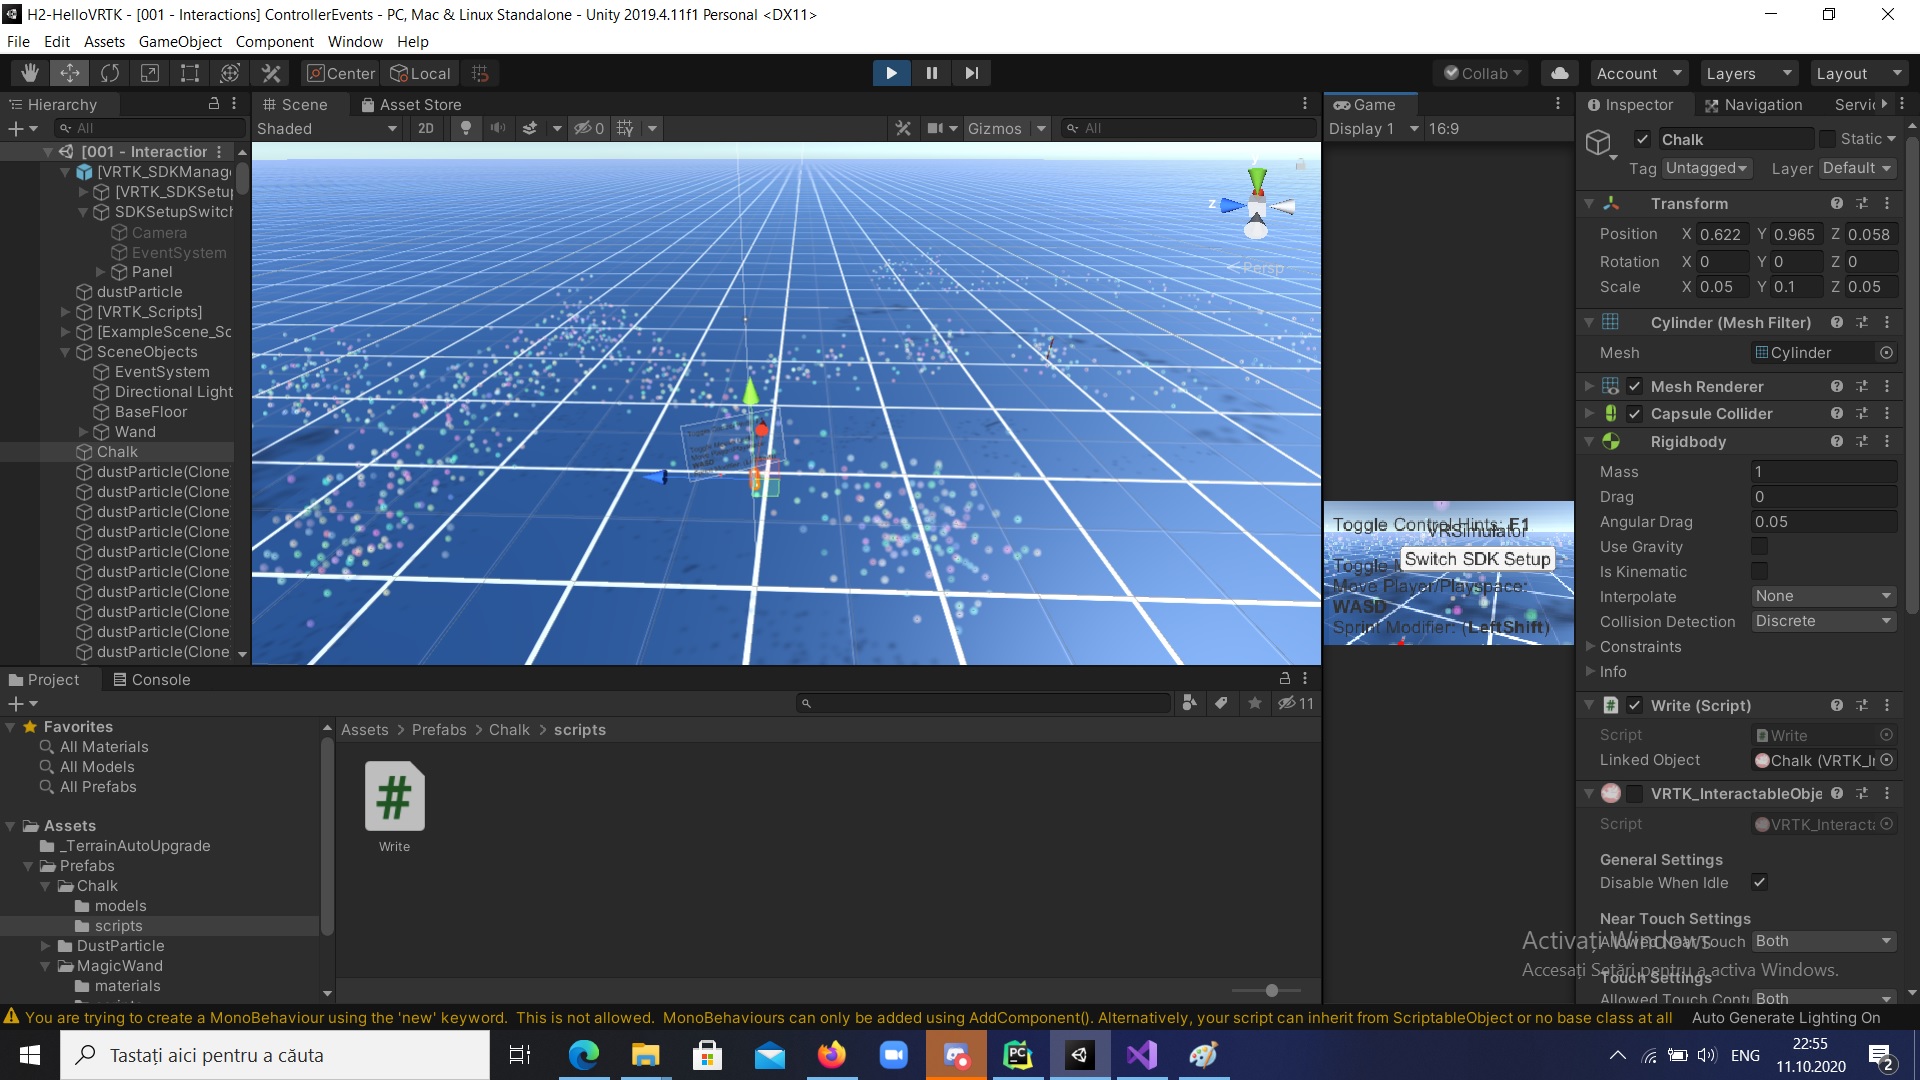 H2-HelloVRTK - [001 - Interactions] ControllerEvents - PC, Mac & Linux Standalone - Unity 2019.4.11f1 Personal <DX11>
File Edit Assets GameObject Component Window Help
Center Local Collab Account Layers Layout
Hierarchy
All
[001 - Interaction
[VRTK_SDKManag
[VRTK_SDKSetup
SDKSetupSwitch
Camera
EventSystem
Panel
dustParticle
[VRTK_Scripts]
[ExampleScene_Sc
SceneObjects
EventSystem
Directional Light
BaseFloor
Wand
Chalk
dustParticle(Clone
dustParticle(Clone
dustParticle(Clone
dustParticle(Clone
dustParticle(Clone
dustParticle(Clone
dustParticle(Clone
dustParticle(Clone
dustParticle(Clone
dustParticle(Clone
Scene Asset Store
Shaded 2D 0 Gizmos All
y
z
Persp
Game
Display 1 16:9
Toggle Control Hints: F1
VRSimulator
Switch SDK Setup
Toggle M
Move Player/Playspace:
WASD
Sprint Modifier: (LeftShift)
Inspector Navigation Servic
Chalk Static
Tag Untagged Layer Default
Transform
Position X 0.622 Y 0.965 Z 0.058
Rotation X 0 Y 0 Z 0
Scale X 0.05 Y 0.1 Z 0.05
Cylinder (Mesh Filter)
Mesh Cylinder
Mesh Renderer
Capsule Collider
Rigidbody
Mass 1
Drag 0
Angular Drag 0.05
Use Gravity
Is Kinematic
Interpolate None
Collision Detection Discrete
Constraints
Info
Write (Script)
Script Write
Linked Object Chalk (VRTK_I
VRTK_InteractableObje
Script VRTK_Interacta
General Settings
Disable When Idle
Near Touch Settings
Allowed Near Touch Both
Touch Settings
Allowed Touch Contr Both
Activați Windows
Accesați Setări pentru a activa Windows.
Project Console
11
Favorites
All Materials
All Models
All Prefabs
Assets
_TerrainAutoUpgrade
Prefabs
Chalk
models
scripts
DustParticle
MagicWand
materials
scripts
Assets > Prefabs > Chalk > scripts
Write
You are trying to create a MonoBehaviour using the 'new' keyword. This is not allowed. MonoBehaviours can only be added using AddComponent(). Alternatively, your script can inherit from ScriptableObject or no base class at all
Auto Generate Lighting On
Tastați aici pentru a căuta
ENG
22:55
11.10.2020
2